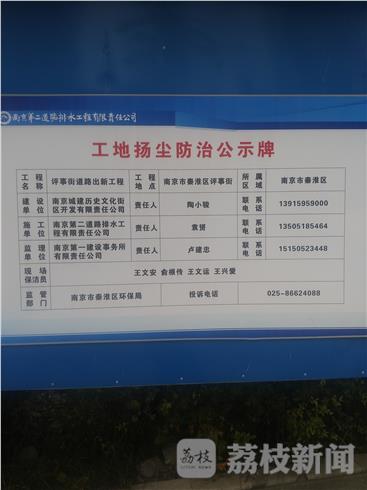 南京第二道路排水工程有限责任公司
工地扬尘防治公示牌
工程名称 评事街道路出新工程 工程地点 南京市秦淮区评事街 所属区域 南京市秦淮区
建设单位 南京城建历史文化街区开发有限责任公司 责任人 陶小骏 联系电话 13915959000
施工单位 南京第二道路排水工程有限责任公司 责任人 袁赟 联系电话 13505185464
监理单位 南京第一建设事务所有限责任公司 责任人 卢建忠 联系电话 15150523448
现场保洁员 王文安 俞根传 王文运 王兴爱
监管部门 南京市秦淮区环保局 投诉电话 025-86624088
荔枝
荔枝新闻